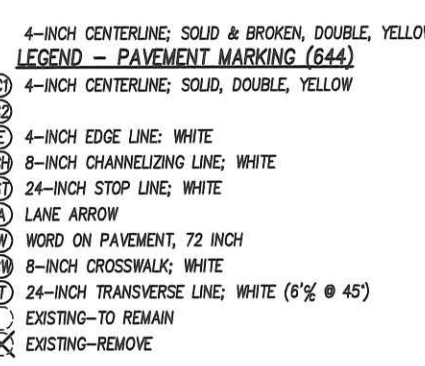 4-INCH CENTERLINE; SOLID & BROKEN, DOUBLE,
LEGEND - PAVEMENT MARKING (644)
4-INCH CENTERLINE; SOLID, DOUBLE, YELLOW
4-INCH EDGE LINE: WHITE
8-INCH CHANNELIZING LINE; WHITE
24-INCH STOP LINE; WHITE
LANE ARROW
WORD ON PAVEMENT, 72 INCH
8-INCH CROSSWALK; WHITE
24-INCH TRANSVERSE LINE; WHITE (6'% @ 45°)
EXISTING-TO REMAIN
EXISTING-REMOVE